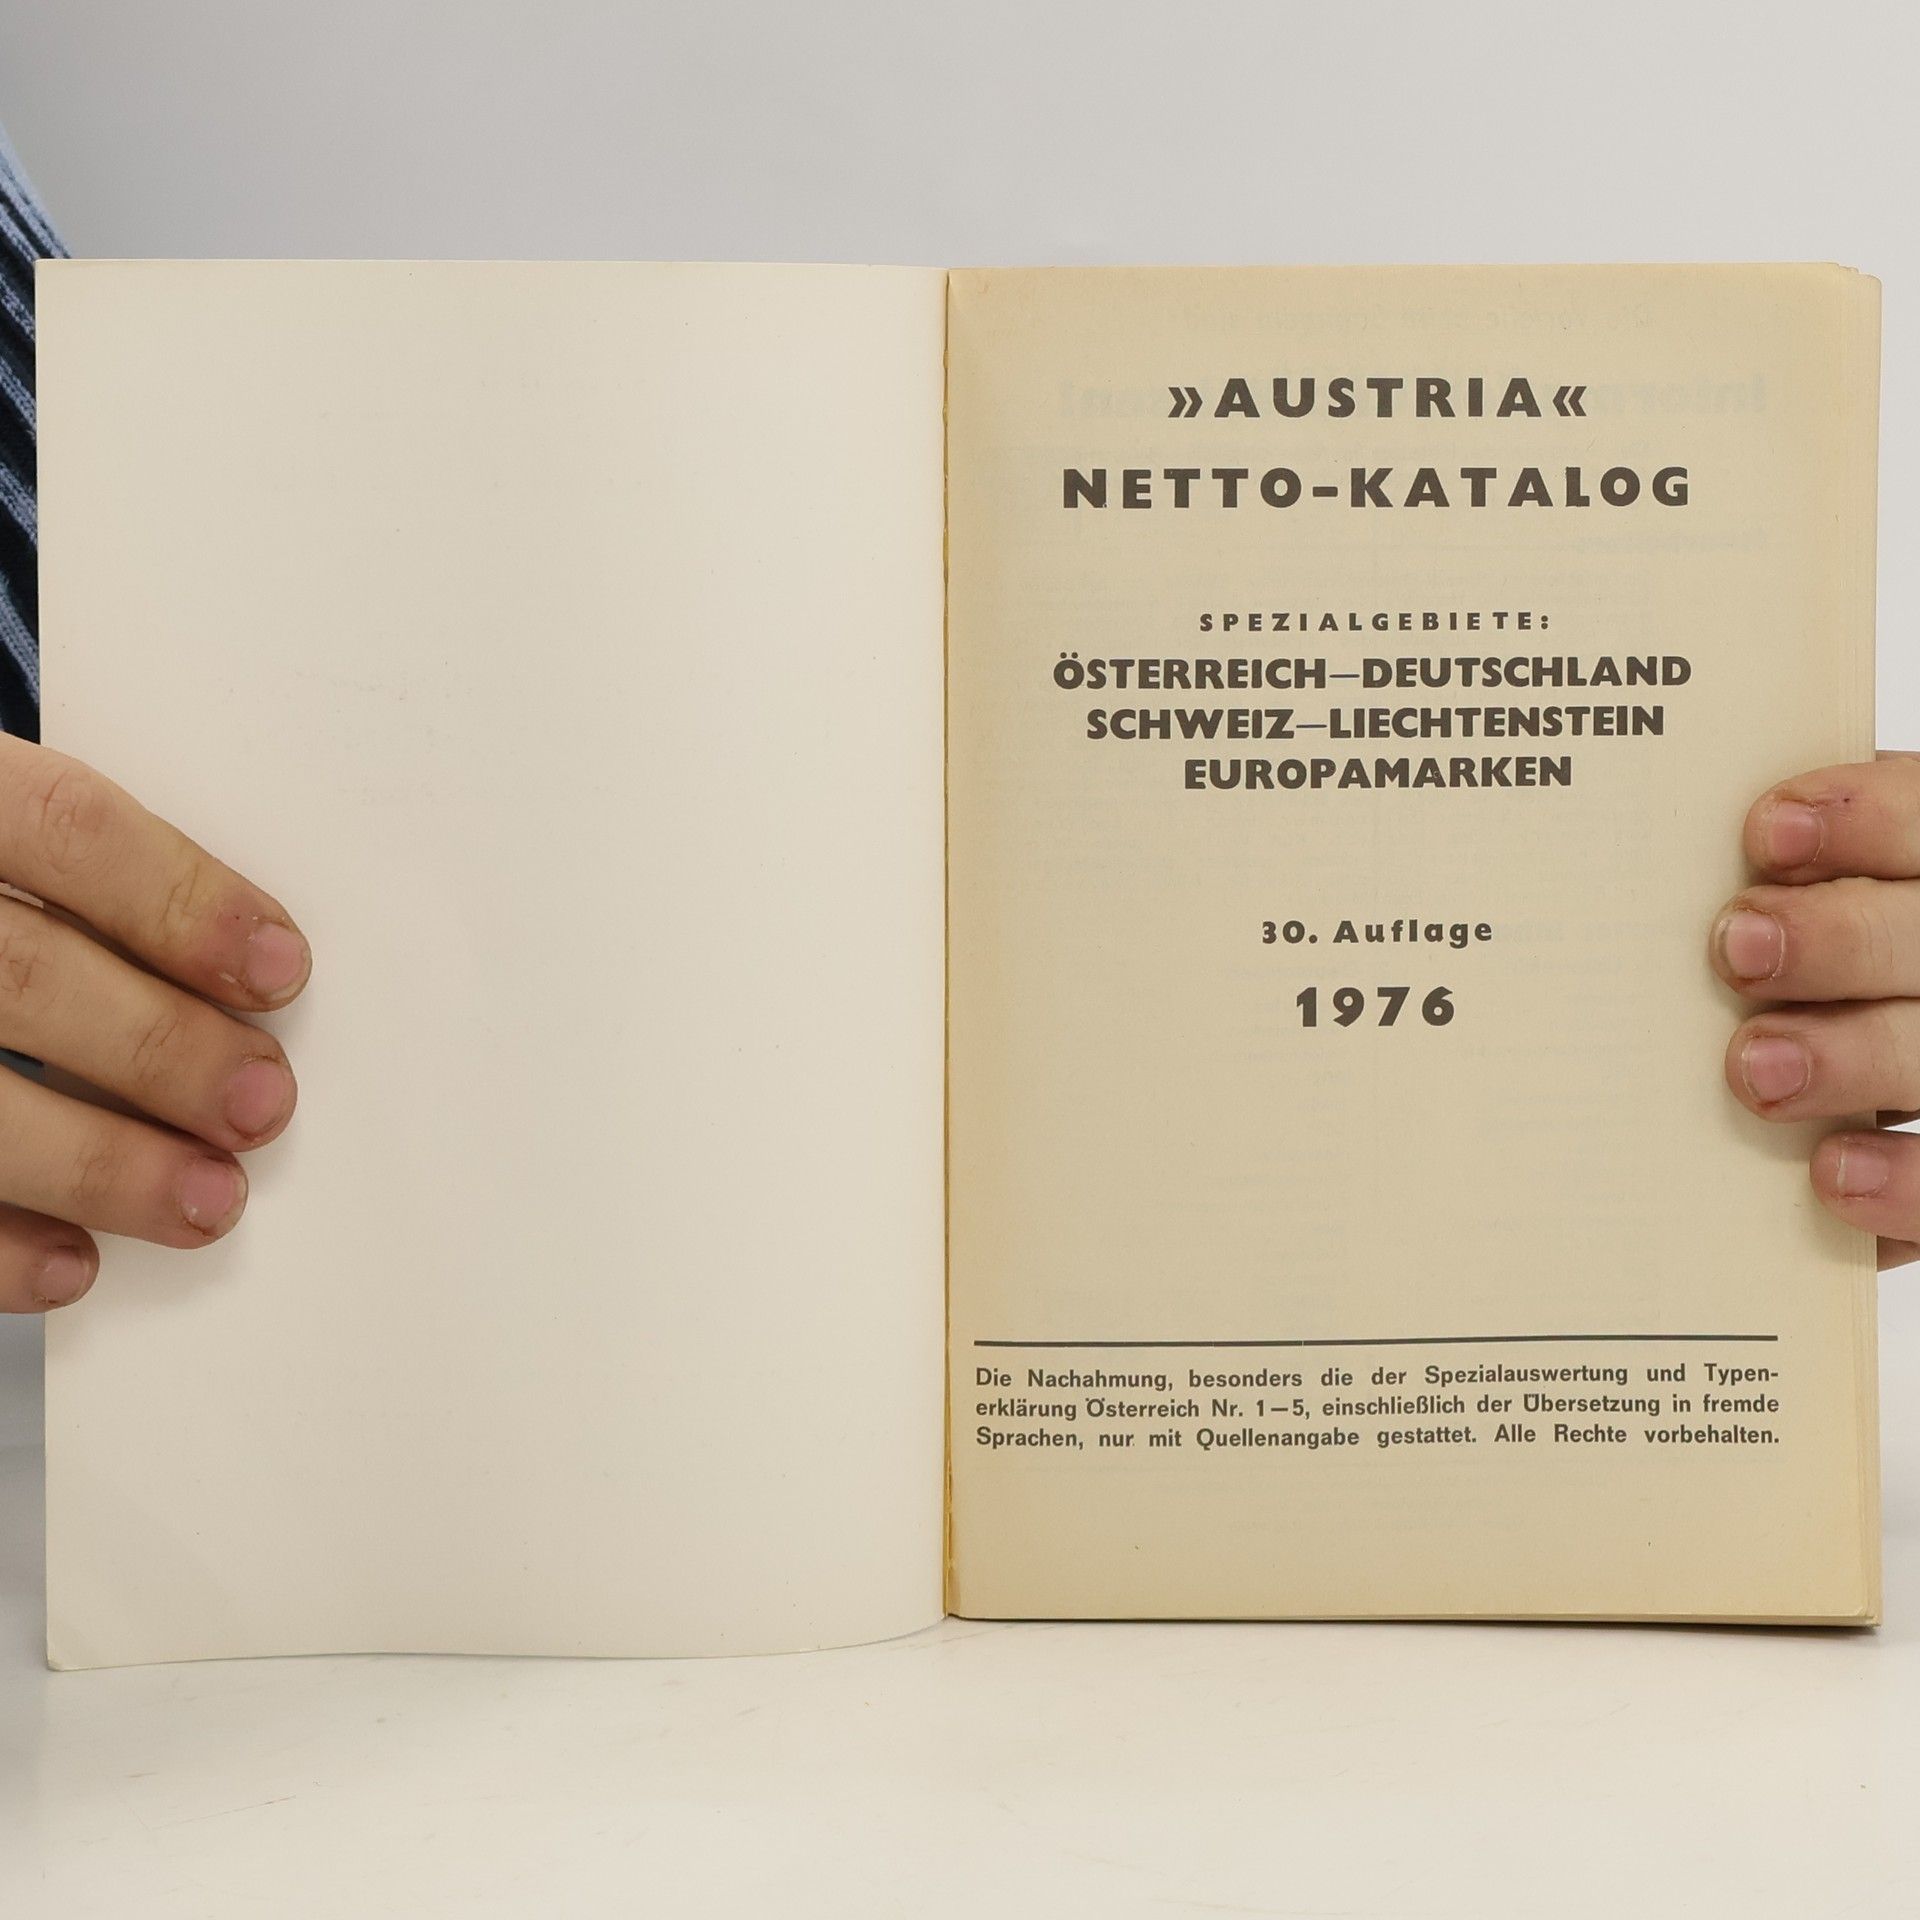 »AUSTRIA«
NETTO-KATALOG
SPEZIALGEBIETE:
ÖSTERREICH—DEUTSCHLAND
SCHWEIZ—LIECHTENSTEIN
EUROPAMARKEN
30. Auflage
1976
Die Nachahmung, besonders die der Spezialauswertung und Typen-
erklärung Österreich Nr. 1—5, einschließlich der Übersetzung in fremde
Sprachen, nur mit Quellenangabe gestattet. Alle Rechte vorbehalten.